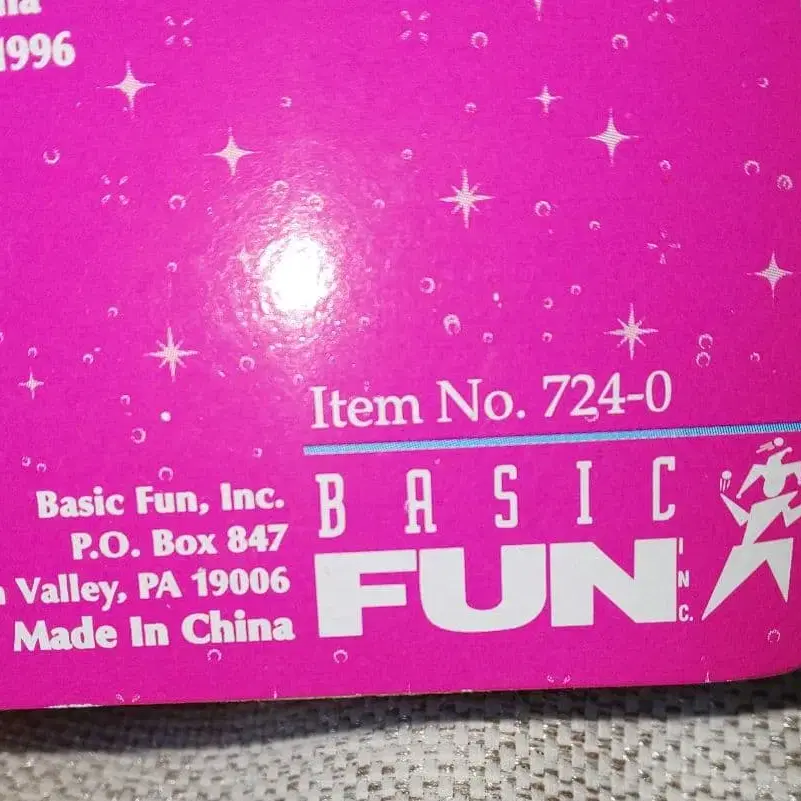 1996
Item No. 724-0
Basic Fun, Inc.
P.O. Box 847
Valley, PA 19006
Made In China
BASIC
FUN
INC.